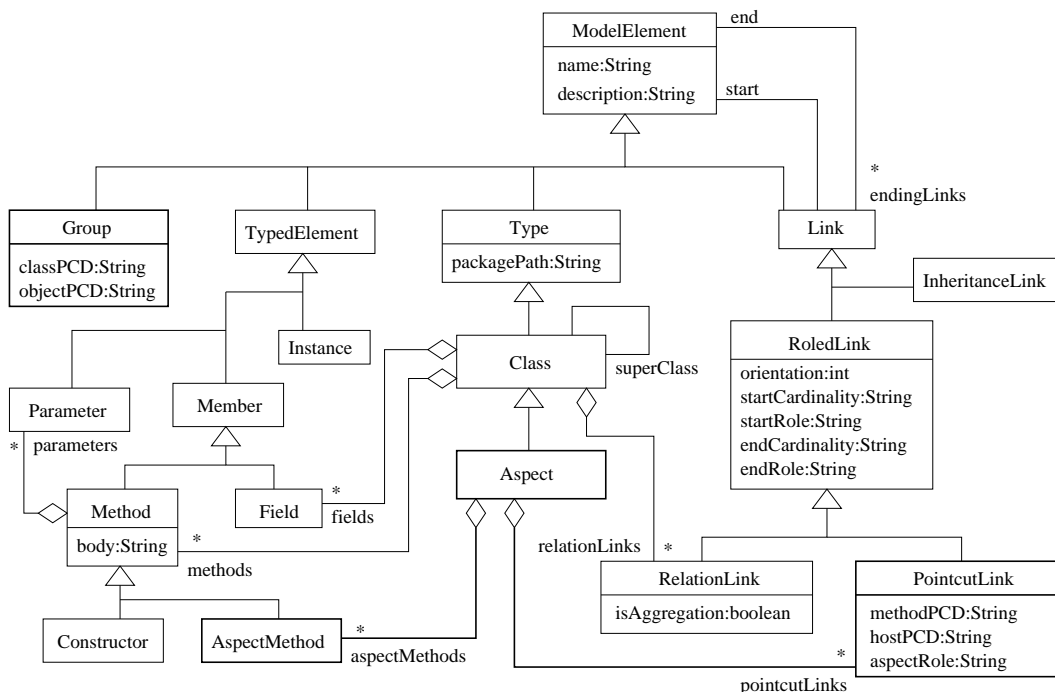 ModelElement
name:String
description:String
end
start
*
endingLinks
Group
classPCD:String
objectPCD:String
TypedElement
Type
packagePath:String
Link
InheritanceLink
Instance
Class
superClass
RoledLink
orientation:int
startCardinality:String
startRole:String
endCardinality:String
endRole:String
Parameter
* parameters
Member
Method
body:String
Field
*
fields
*
methods
Aspect
relationLinks *
RelationLink
isAggregation:boolean
PointcutLink
methodPCD:String
hostPCD:String
aspectRole:String
Constructor
AspectMethod
*
aspectMethods
*
pointcutLinks